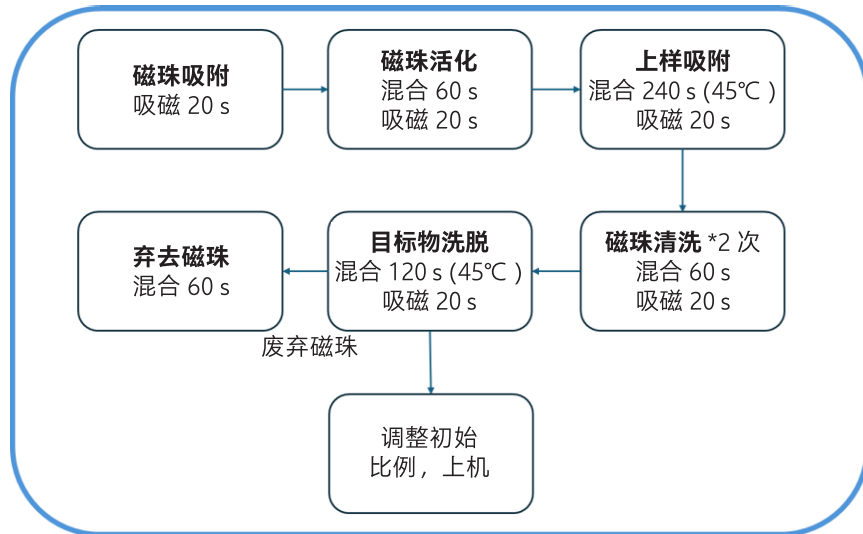 磁珠吸附
吸磁 20 s
磁珠活化
混合 60 s
吸磁 20 s
上样吸附
混合 240 s (45℃)
吸磁 20 s
磁珠清洗 *2 次
混合 60 s
吸磁 20 s
目标物洗脱
混合 120 s (45℃)
吸磁 20 s
弃去磁珠
混合 60 s
废弃磁珠
调整初始
比例，上机